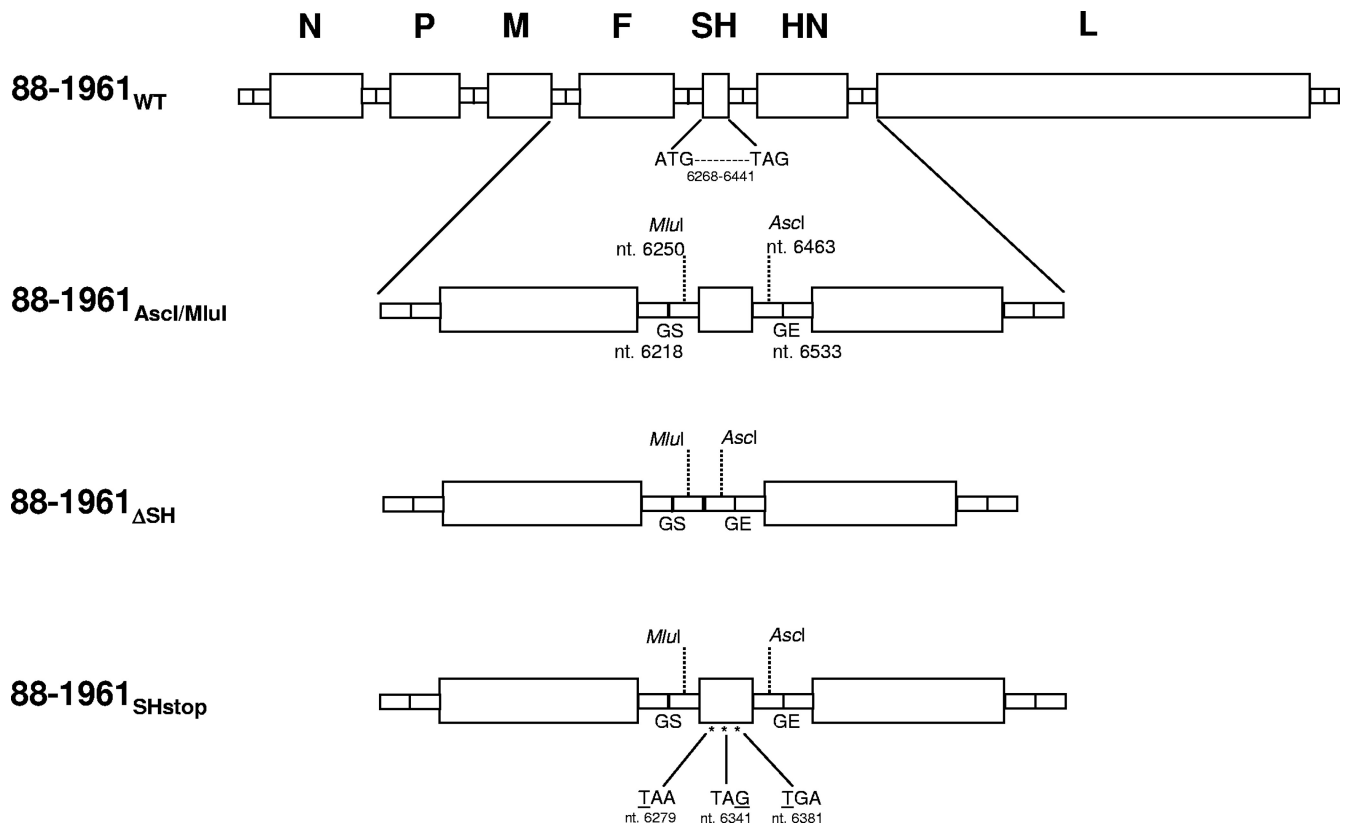 N P M F SH HN L
88-1961WT
ATG---------TAG
6268-6441
MluI AscI
nt. 6250 nt. 6463
88-1961AscI/MluI
GS GE
nt. 6218 nt. 6533
MluI AscI
88-1961ΔSH
GS GE
MluI AscI
88-1961SHstop
GS GE
* * *
TAA TAG TGA
nt. 6279 nt. 6341 nt. 6381